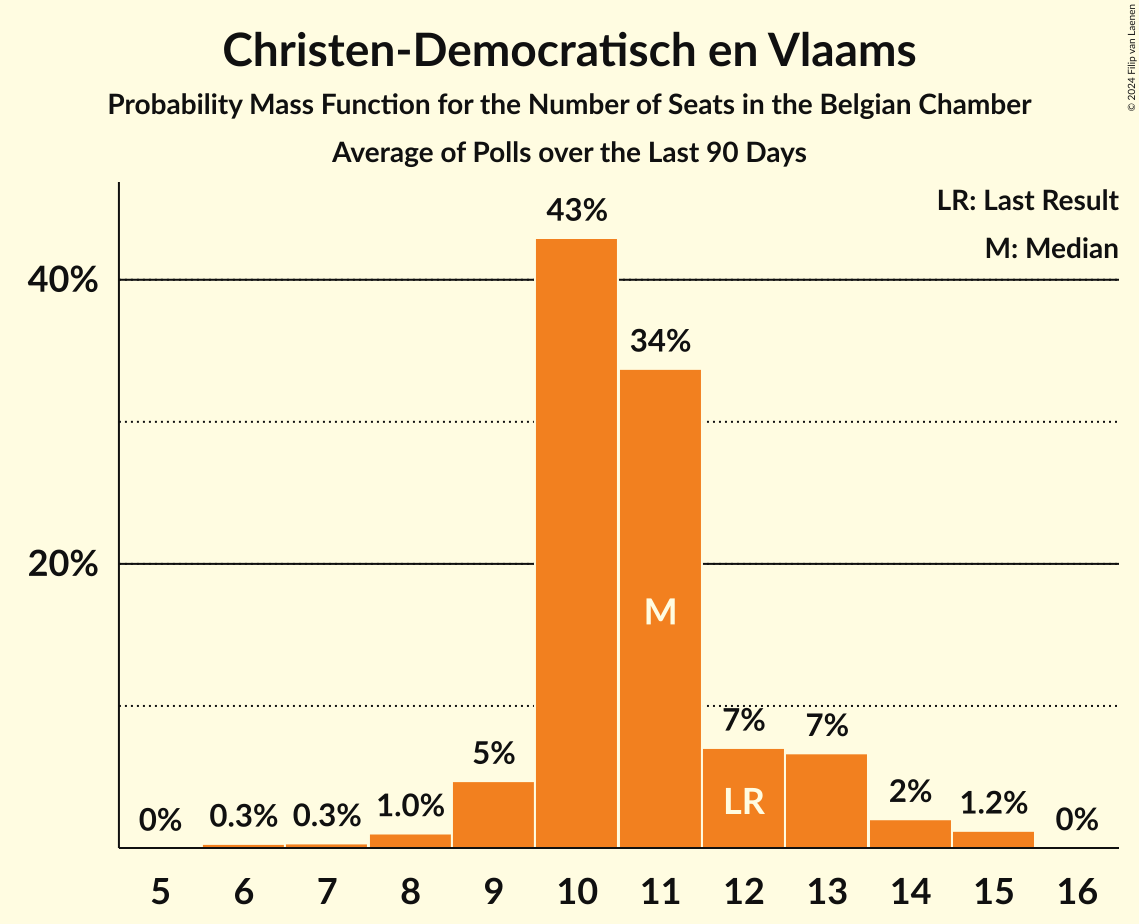 Christen-Democratisch en Vlaams
Probability Mass Function for the Number of Seats in the Belgian Chamber
Average of Polls over the Last 90 Days
© 2024 Filip van Laenen
LR: Last Result
M: Median
43%
40%
34%
20%
M
7%
7%
5%
LR
2%
1.2%
1.0%
0.3%
0.3%
0%
0%
5 6 7 8 9 10 11 12 13 14 15 16